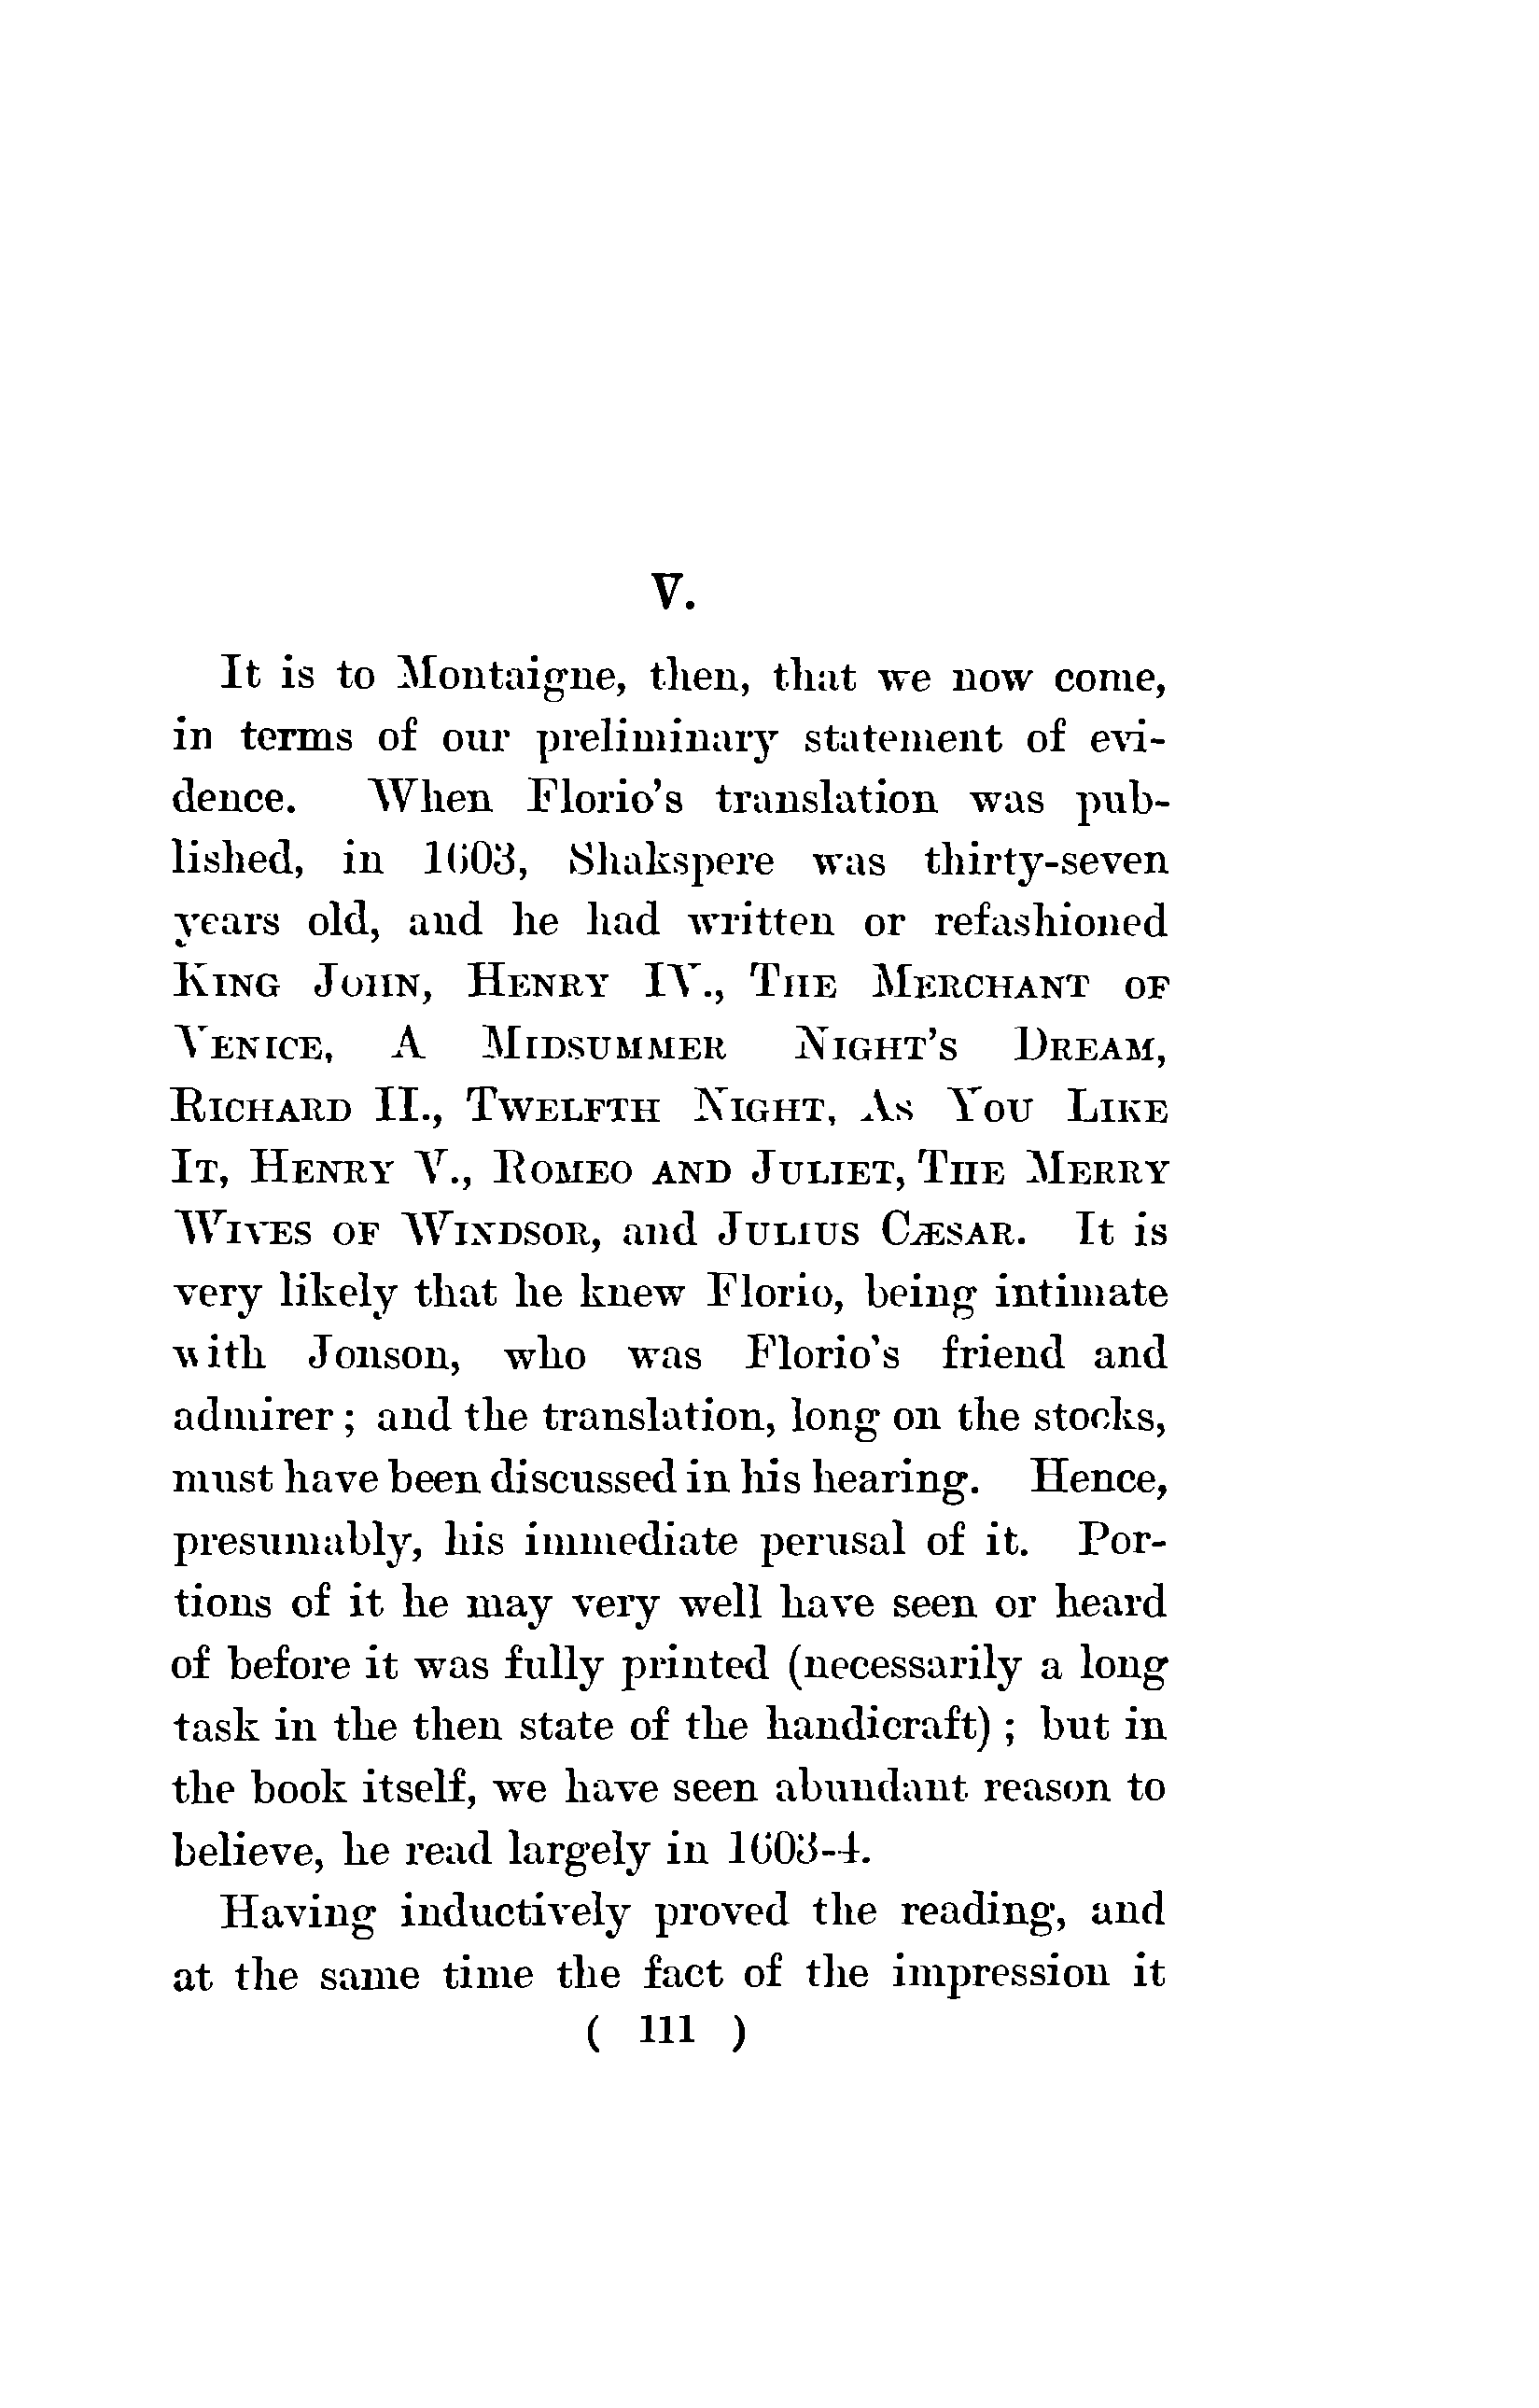 V.
It is to Montaigne, then, that we now come,
in terms of our preliminary statement of evi-
dence. When Florio's translation was pub-
lished, in 1603, Shakspere was thirty-seven
years old, and he had written or refashioned
KING JOHN, HENRY IV., THE MERCHANT OF
VENICE, A MIDSUMMER NIGHT'S DREAM,
RICHARD II., TWELFTH NIGHT, AS YOU LIKE
IT, HENRY V., ROMEO AND JULIET, THE MERRY
WIVES OF WINDSOR, and JULIUS CÆSAR. It is
very likely that he knew Florio, being intimate
with Jonson, who was Florio's friend and
admirer; and the translation, long on the stocks,
must have been discussed in his hearing. Hence,
presumably, his immediate perusal of it. Por-
tions of it he may very well have seen or heard
of before it was fully printed (necessarily a long
task in the then state of the handicraft); but in
the book itself, we have seen abundant reason to
believe, he read largely in 1603-4.
Having inductively proved the reading, and
at the same time the fact of the impression it
( 111 )